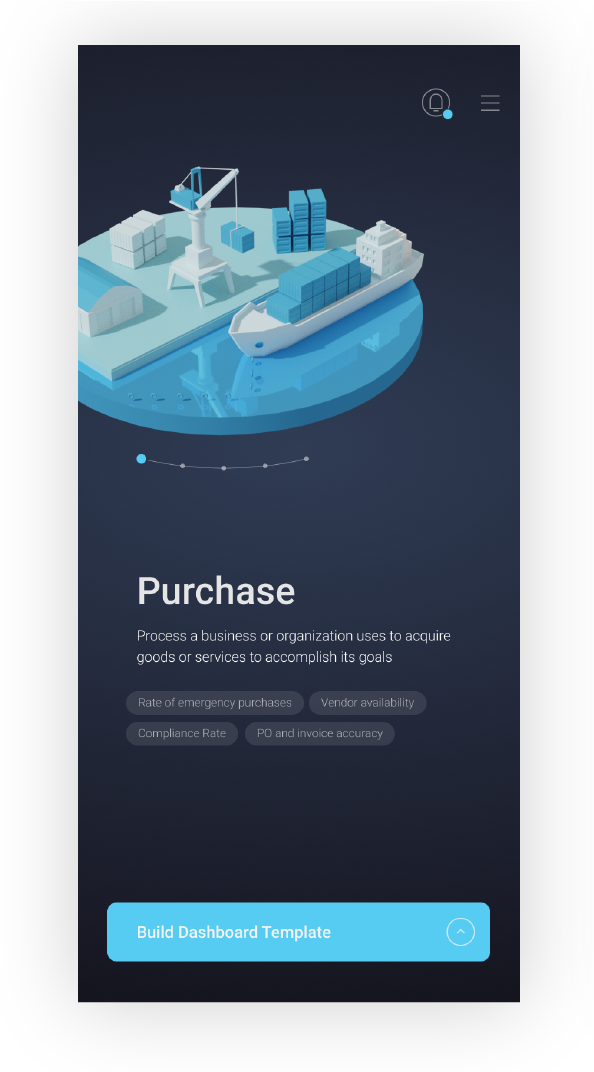 Purchase
Process a business or organization uses to acquire
goods or services to accomplish its goals
Rate of emergency purchases Vendor availability
Compliance Rate PO and invoice accuracy
Build Dashboard Template